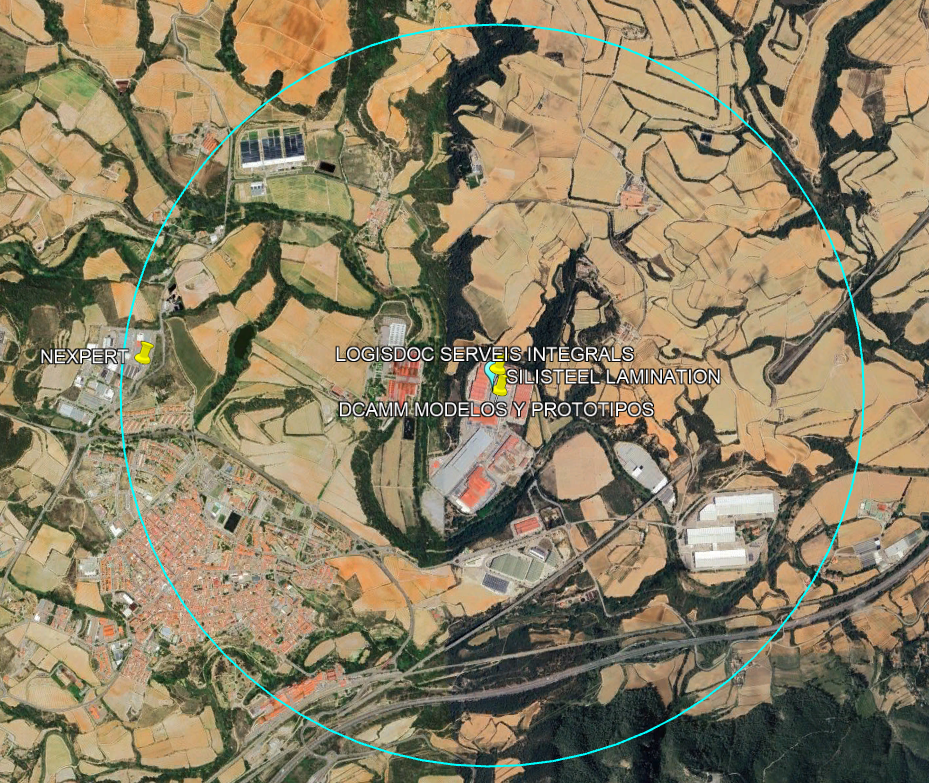 LOGISDOC SERVEIS INTEGRALS
NEXPERT
SILISTEEL LAMINATION
DCAMM MODELOS Y PROTOTIPOS